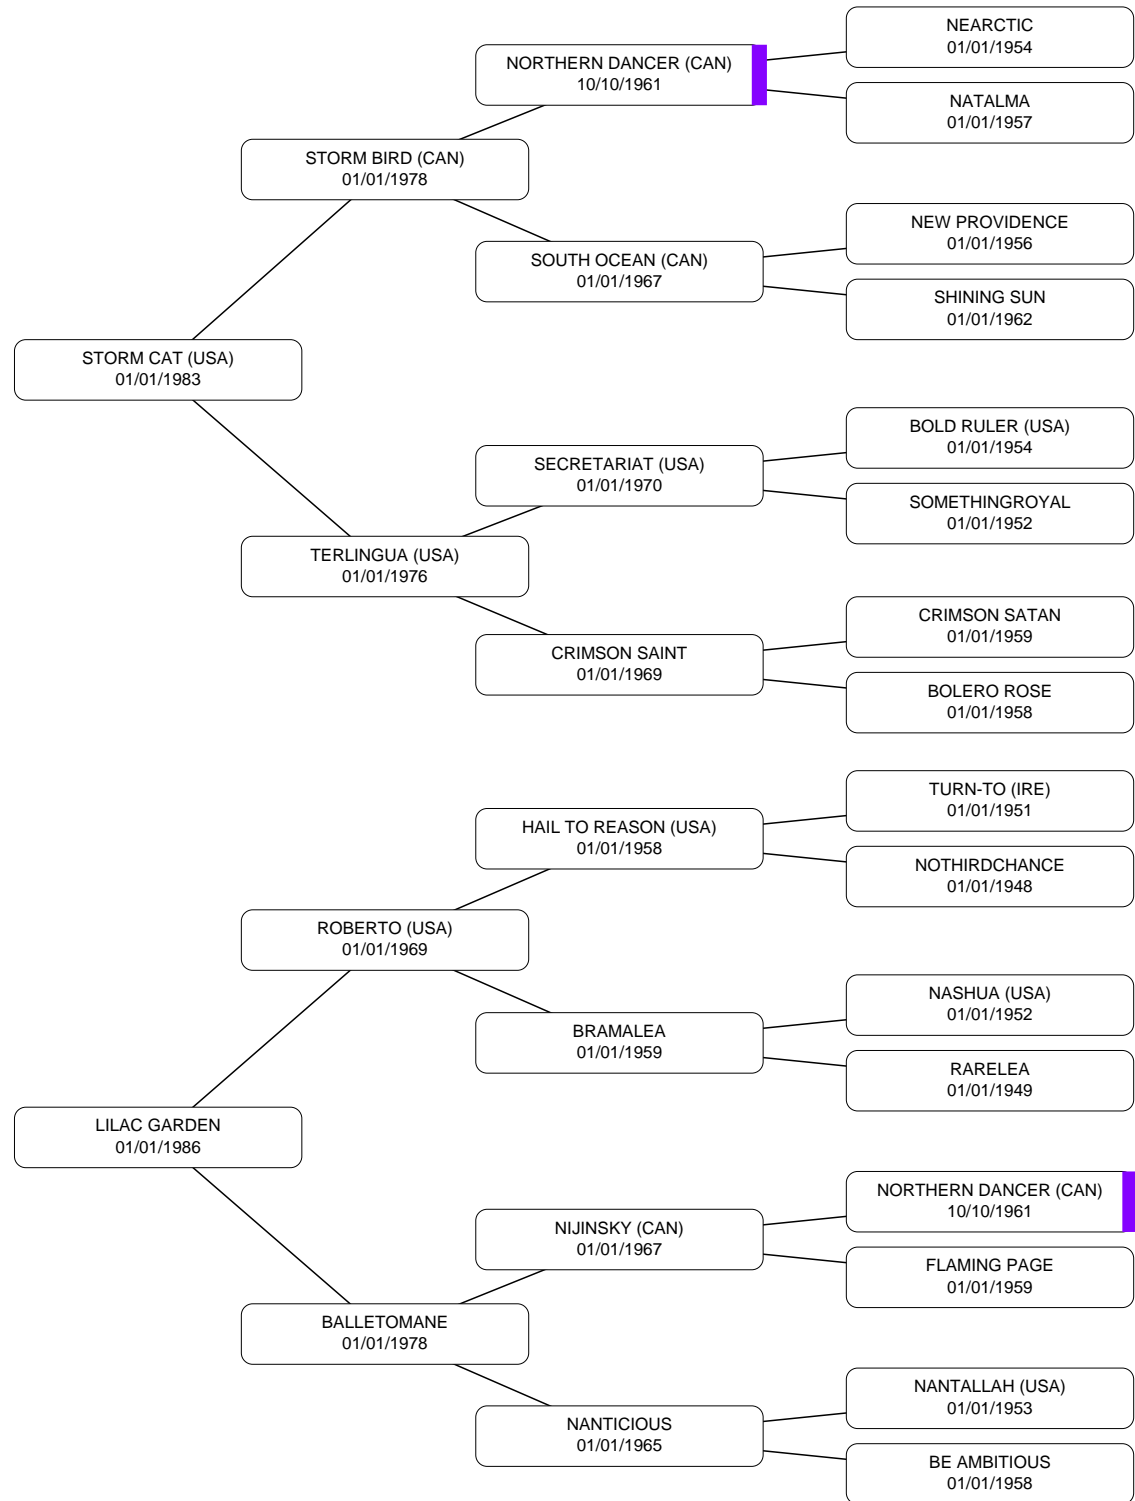 NEARCTIC
01/01/1954
NORTHERN DANCER (CAN)
10/10/1961
NATALMA
01/01/1957
STORM BIRD (CAN)
01/01/1978
NEW PROVIDENCE
01/01/1956
SOUTH OCEAN (CAN)
01/01/1967
SHINING SUN
01/01/1962
STORM CAT (USA)
01/01/1983
BOLD RULER (USA)
01/01/1954
SECRETARIAT (USA)
01/01/1970
SOMETHINGROYAL
01/01/1952
TERLINGUA (USA)
01/01/1976
CRIMSON SATAN
01/01/1959
CRIMSON SAINT
01/01/1969
BOLERO ROSE
01/01/1958
TURN-TO (IRE)
01/01/1951
HAIL TO REASON (USA)
01/01/1958
NOTHIRDCHANCE
01/01/1948
ROBERTO (USA)
01/01/1969
NASHUA (USA)
01/01/1952
BRAMALEA
01/01/1959
RARELEA
01/01/1949
LILAC GARDEN
01/01/1986
NORTHERN DANCER (CAN)
10/10/1961
NIJINSKY (CAN)
01/01/1967
FLAMING PAGE
01/01/1959
BALLETOMANE
01/01/1978
NANTALLAH (USA)
01/01/1953
NANTICIOUS
01/01/1965
BE AMBITIOUS
01/01/1958